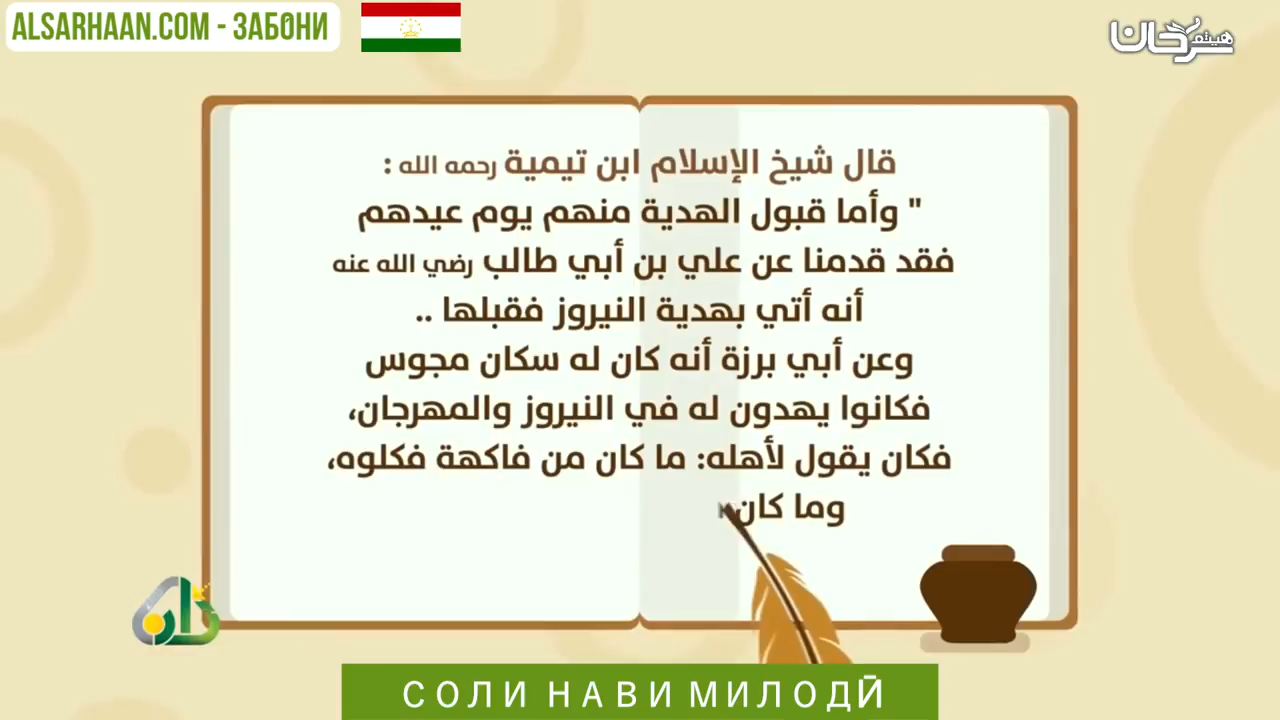 ALSARHAAN.COM - ЗАБОНИ
هيثم سرحان
قال شيخ الإسلام ابن تيمية رحمه الله :
" وأما قبول الهدية منهم يوم عيدهم
فقد قدمنا عن علي بن أبي طالب رضي الله عنه
أنه أتي بهدية النيروز فقبلها ..
وعن أبي برزة أنه كان له سكان مجوس
فكانوا يهدون له في النيروز والمهرجان،
فكان يقول لأهله: ما كان من فاكهة فكلوه،
وما كان
СОЛИ НАВИ МИЛОДӢ